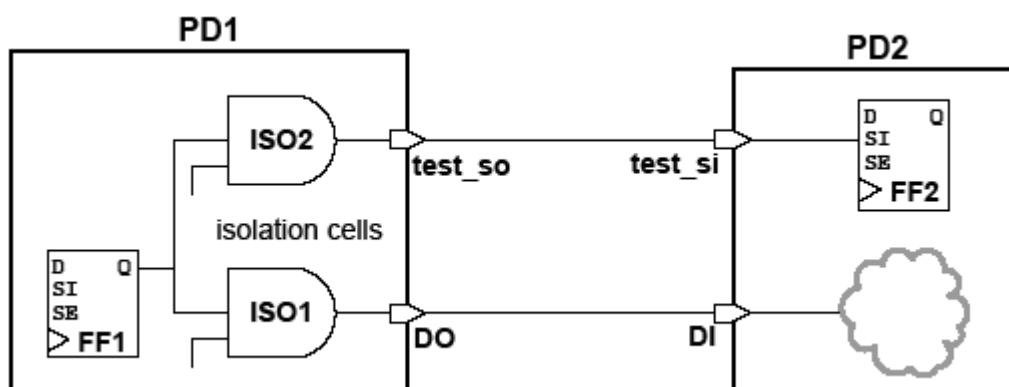 PD1
PD2
ISO2
D Q
SI
SE
FF2
test_so
test_si
isolation cells
D Q
SI
SE
FF1
ISO1
DO
DI